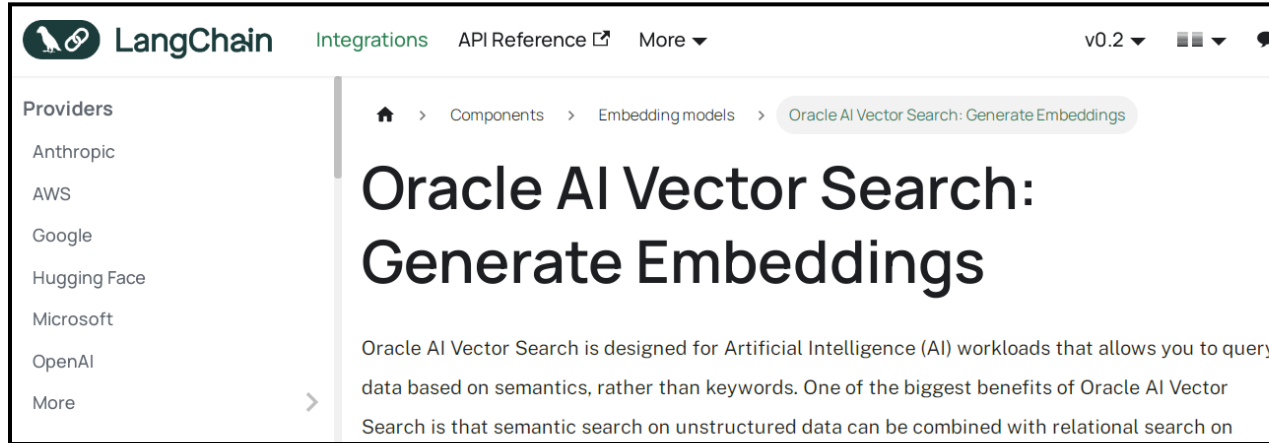 LangChain Integrations API Reference More v0.2
Providers
Anthropic
AWS
Google
Hugging Face
Microsoft
OpenAI
More
Components > Embedding models > Oracle AI Vector Search: Generate Embeddings
Oracle AI Vector Search:
Generate Embeddings
Oracle AI Vector Search is designed for Artificial Intelligence (AI) workloads that allows you to query
data based on semantics, rather than keywords. One of the biggest benefits of Oracle AI Vector
Search is that semantic search on unstructured data can be combined with relational search on